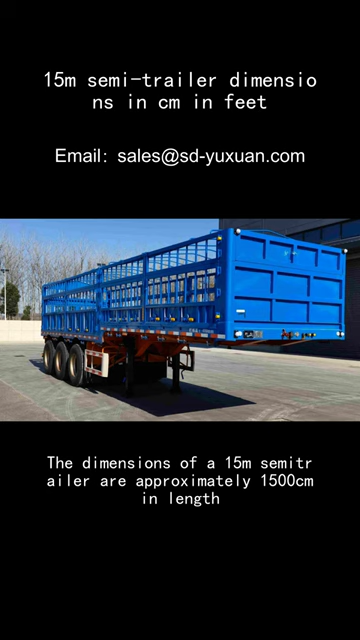 15m semi-trailer dimensio
ns in cm in feet
Email: sales@sd-yuxuan.com
The dimensions of a 15m semitr
ailer are approximately 1500cm
in length